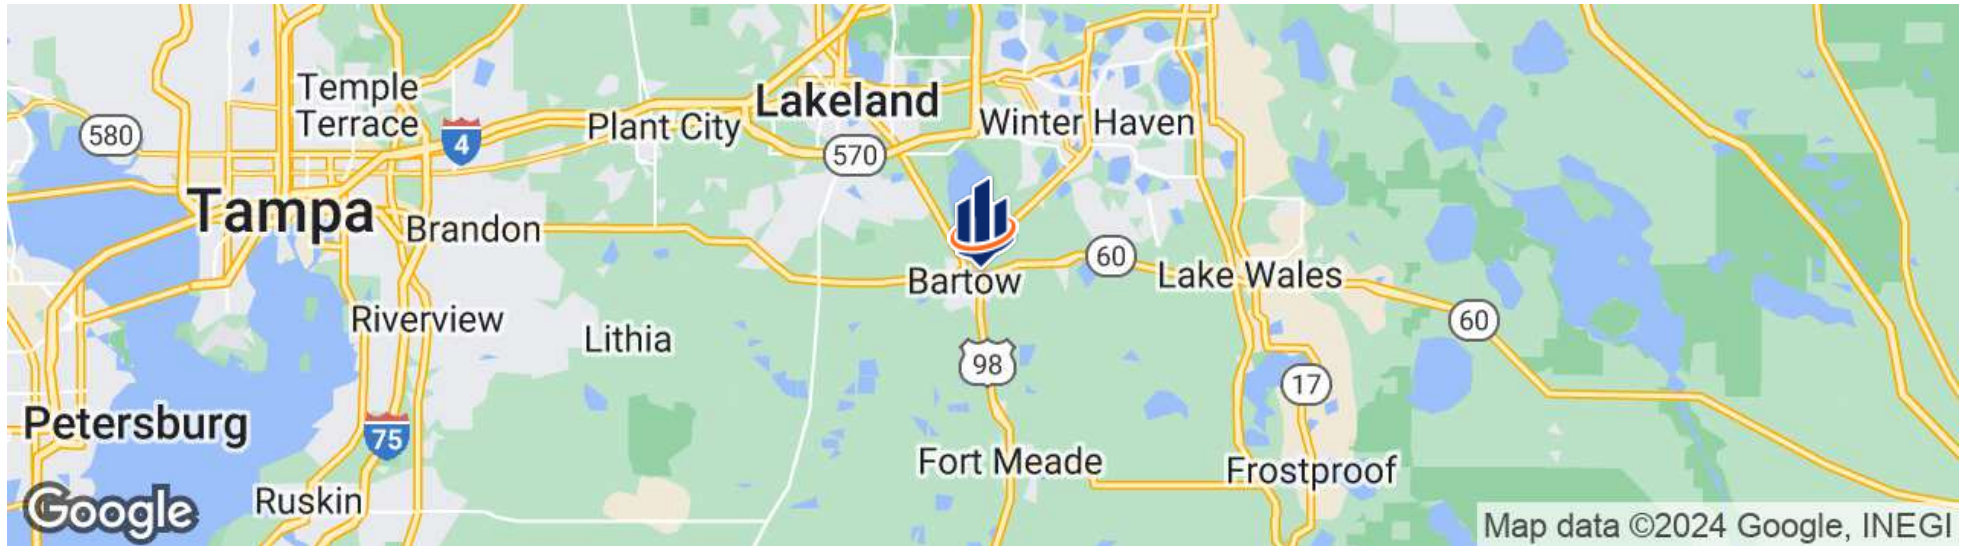 Temple
Terrace
580
4
Plant City
Lakeland
570
Winter Haven
Tampa
Brandon
Bartow
60
Lake Wales
60
Riverview
Lithia
98
17
Petersburg
75
Fort Meade
Frostproof
Ruskin
Google
Map data ©2024 Google, INEGI